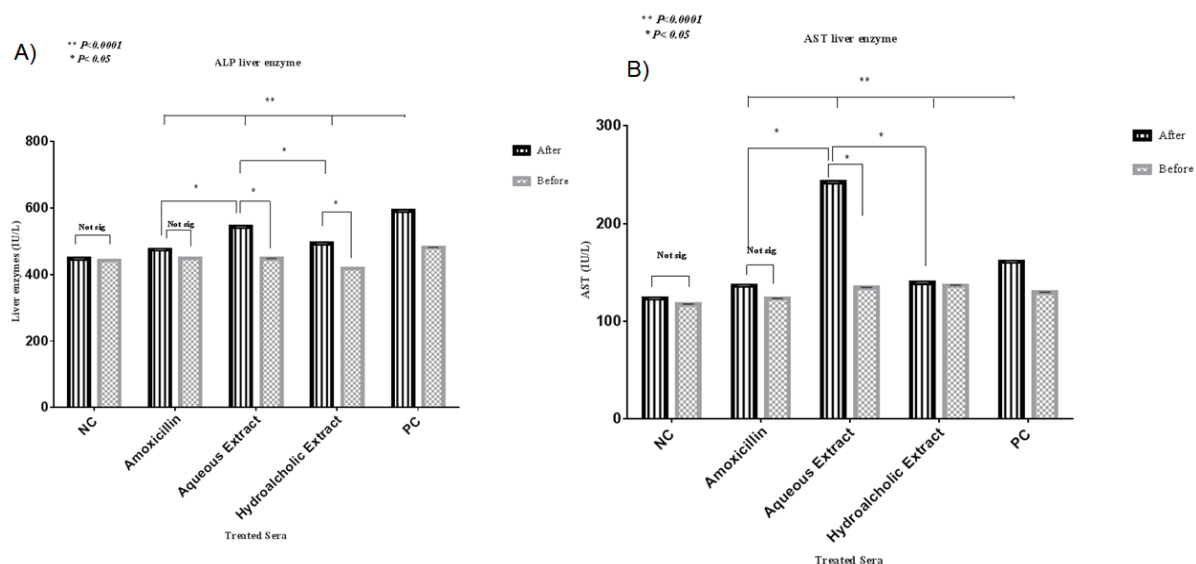 A)
** P<0.0001
* P< 0.05
ALP liver enzyme
**
After
Before
*
*
*
*
Not sig
Not sig
Liver enzymes (IU/L)
800
600
400
200
0
NC
Amoxicillin
Aqueous Extract
Hydroalcholic Extract
PC
Treated Sera
B)
** P<0.0001
* P< 0.05
AST liver enzyme
**
After
Before
*
*
*
Not sig
Not sig
AST (IU/L)
300
200
100
0
NC
Amoxicillin
Aqueous Extract
Hydroalcholic Extract
PC
Treated Sera